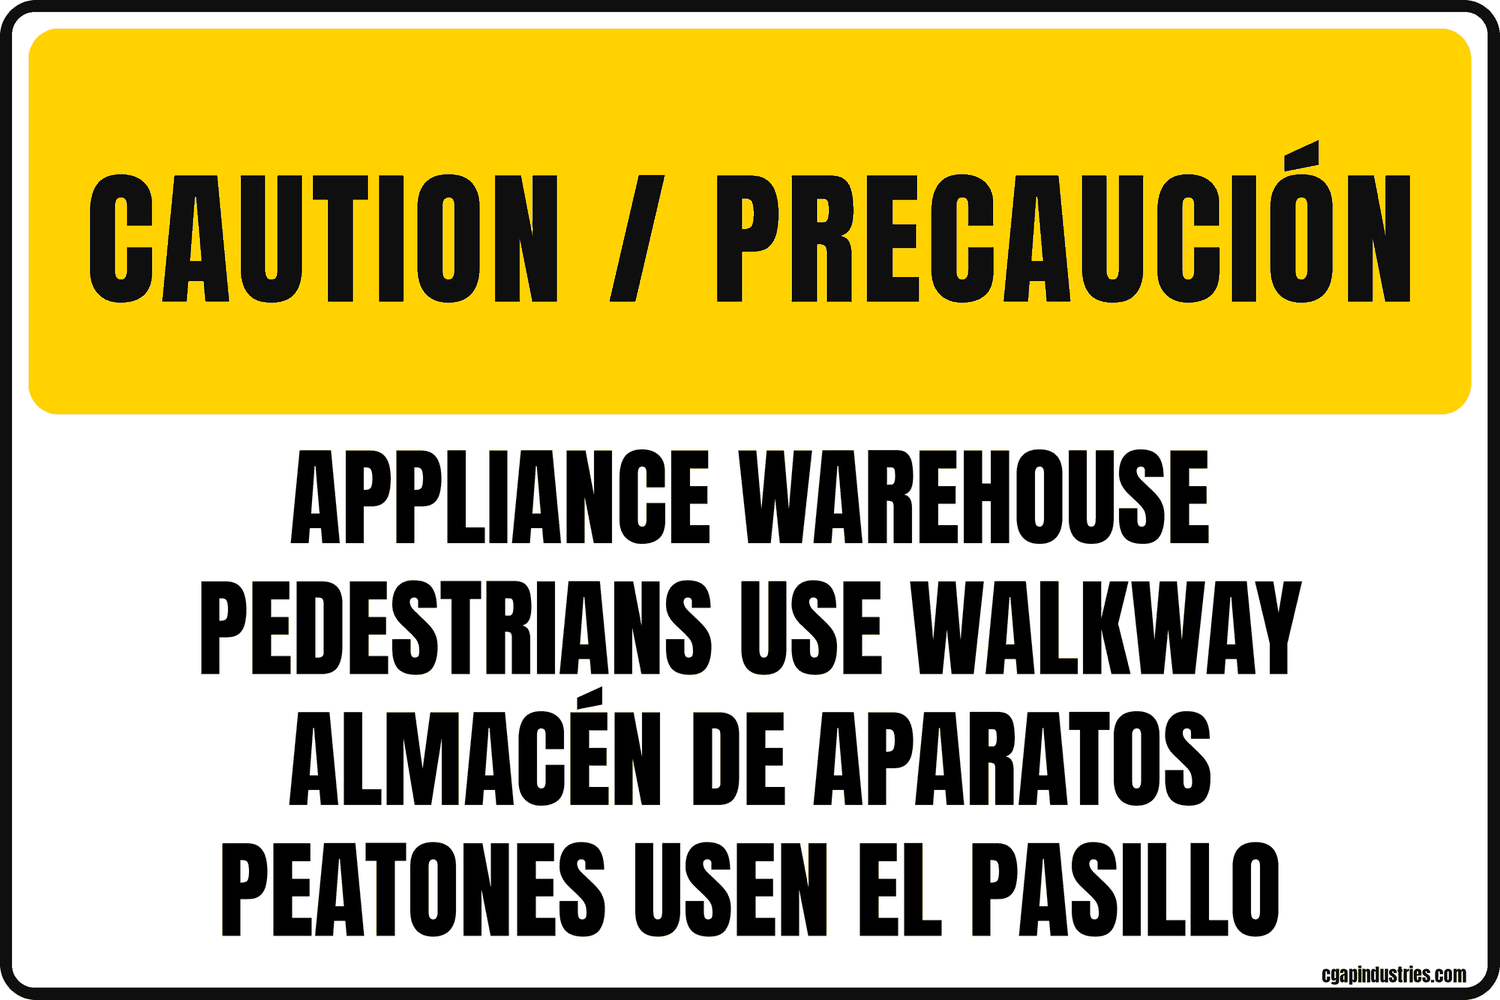 CAUTION / PRECAUCIÓN
APPLIANCE WAREHOUSE
PEDESTRIANS USE WALKWAY
ALMACÉN DE APARATOS
PEATONES USEN EL PASILLO
cgapindustries.com